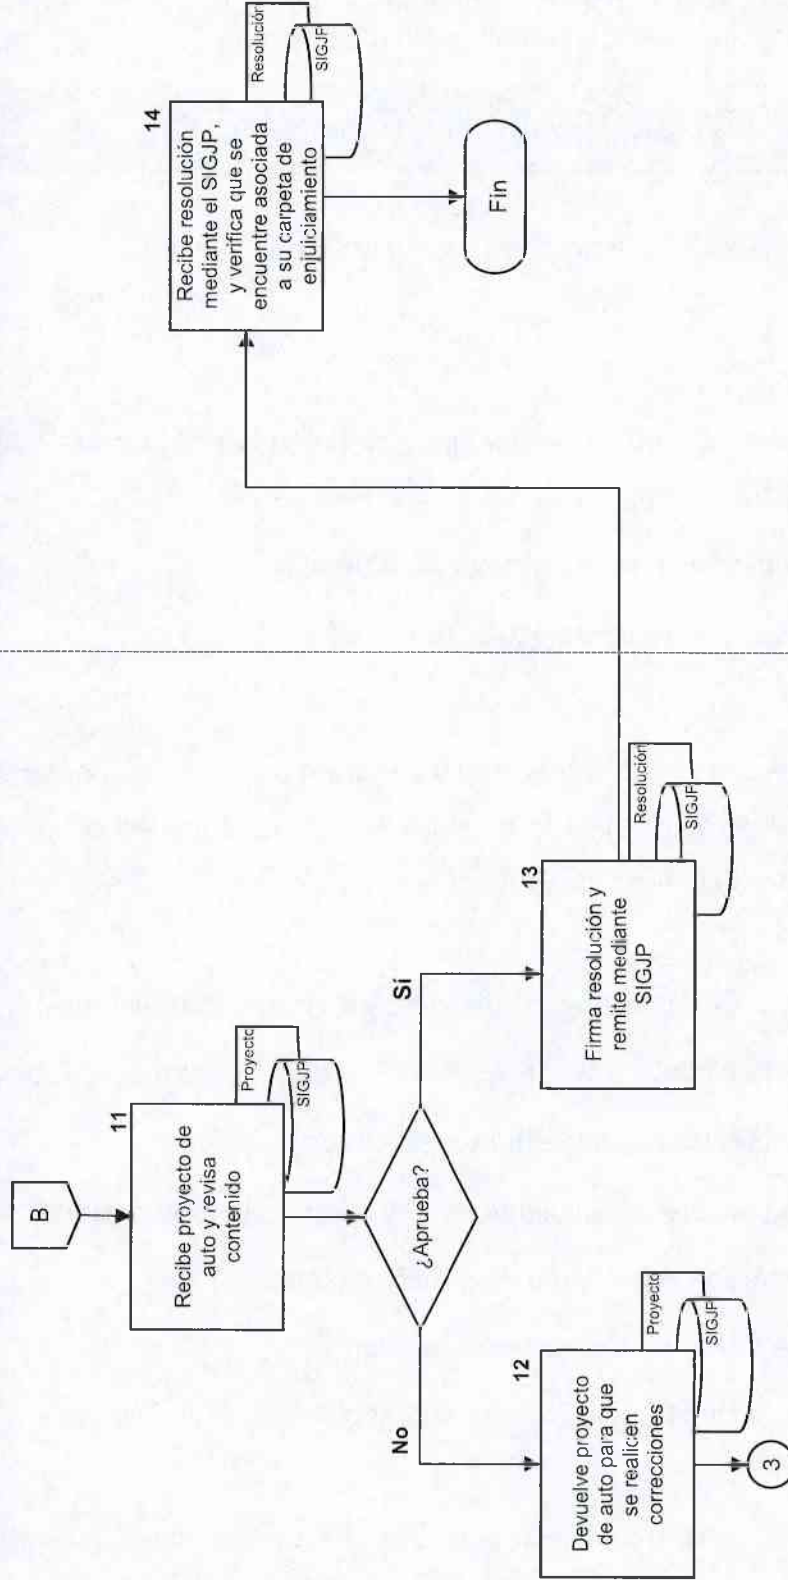 B
11
Recibe proyecto de
auto y revisa
contenido
Proyecto
SIGJP
¿Aprueba?
No
Sí
12
Devuelve proyecto
de auto para que
se realicen
correcciones
Proyecto
SIGJP
3
13
Firma resolución y
remite mediante
SIGJP
Resolución
SIGJP
14
Recibe resolución
mediante el SIGJP,
y verifica que se
encuentre asociada
a su carpeta de
enjuiciamiento
Resolución
SIGJP
Fin